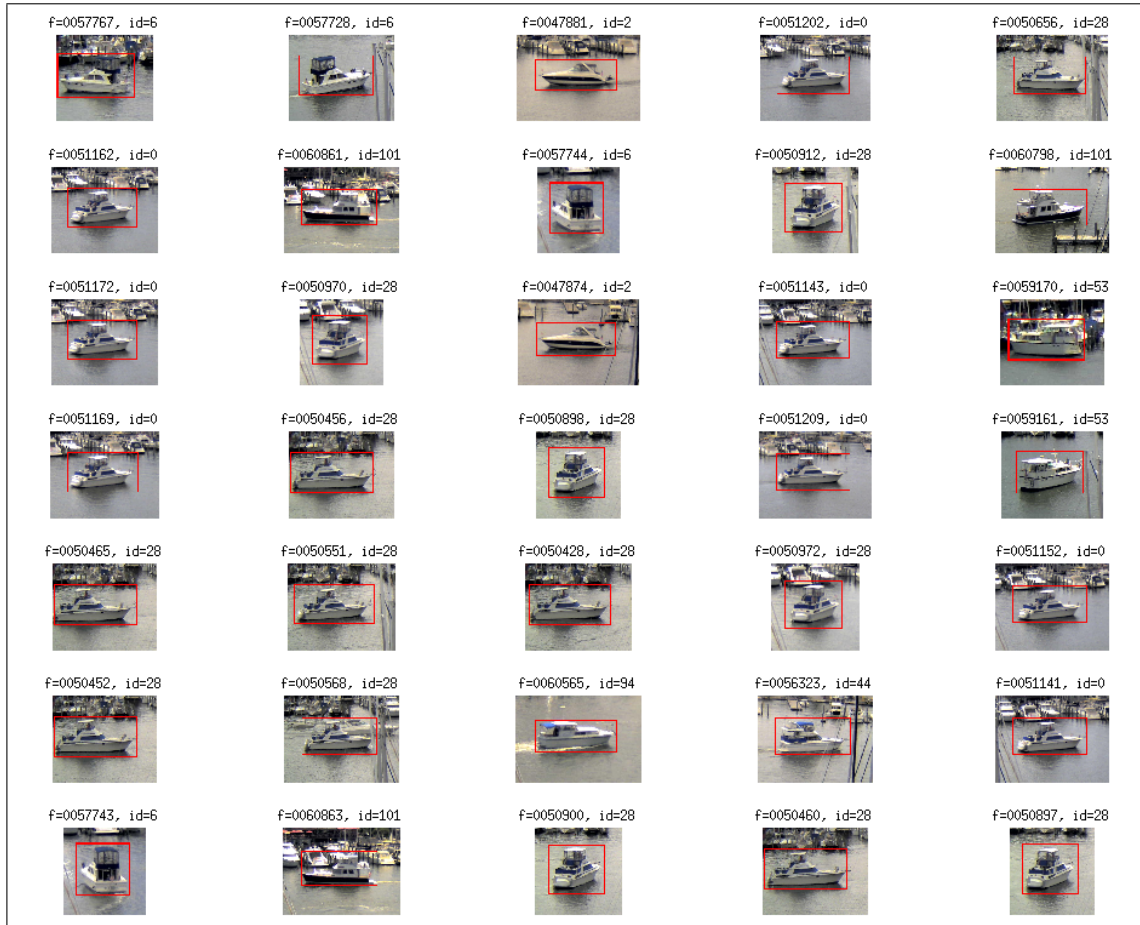 f=0057767, id=6
f=0057728, id=6
f=0047881, id=2
f=0051202, id=0
f=0050656, id=28
f=0051162, id=0
f=0060861, id=101
f=0057744, id=6
f=0050912, id=28
f=0060798, id=101
f=0051172, id=0
f=0050970, id=28
f=0047874, id=2
f=0051143, id=0
f=0059170, id=53
f=0051169, id=0
f=0050456, id=28
f=0050898, id=28
f=0051209, id=0
f=0059161, id=53
f=0050465, id=28
f=0050551, id=28
f=0050428, id=28
f=0050972, id=28
f=0051152, id=0
f=0050452, id=28
f=0050568, id=28
f=0060565, id=94
f=0056323, id=44
f=0051141, id=0
f=0057743, id=6
f=0060863, id=101
f=0050900, id=28
f=0050460, id=28
f=0050897, id=28